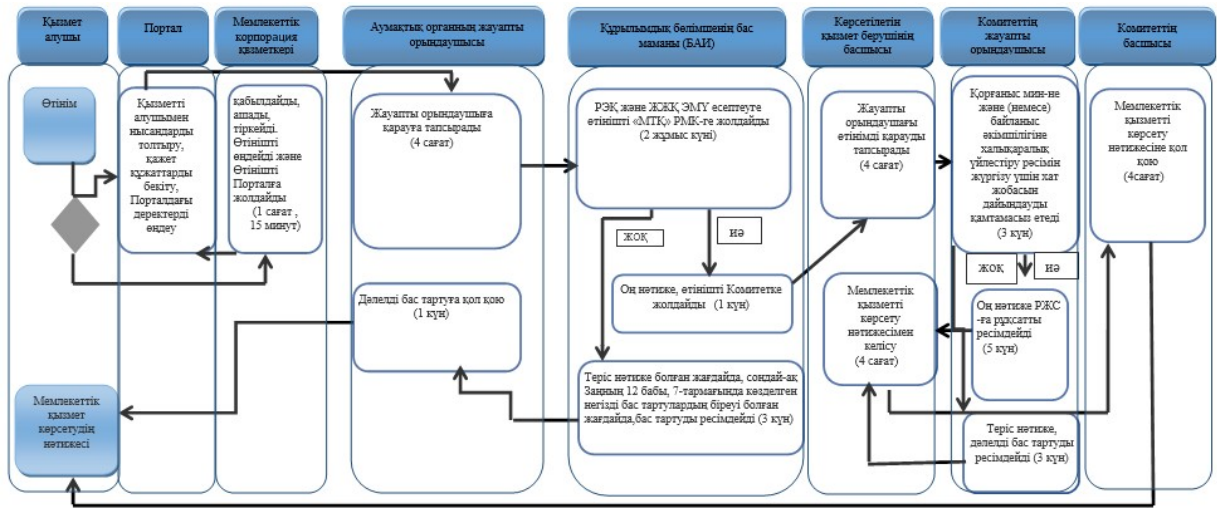 Қызмет
алушы
Портал
Мемлекеттік
корпорация
қвзметкері
Аумақтық органның жауапты
орындаушысы
Құрылымдық бөлімшенің бас
маманы (БАИ)
Көрсетілетін
қызмет берушінің
басшысы
Комитеттің
жауапты
орындаушысы
Комитеттің
басшысы
Өтінім
Қызметті
алушымен
нысандарды
толтыру,
қажет
құжаттарды
бекіту,
Порталдағы
деректерді
өңдеу
қабылдайды,
ашады,
тіркейді.
Өтінішті
өңдейді және
Өтінішті
Порталға
жолдайды
(1 сағат ,
15 минут)
Жауапты орындаушыға
қарауға тапсырады
(4 сағат)
РЭҚ және ЖЖҚ ЭМҮ есептеуге
өтінішті «МТҚ» РМК-ге жолдайды
(2 жұмыс күні)
Жауапты
орындаушағы
өтінімді қарауды
тапсырады
(4 сағат)
Қорғаныс мин-не
және (немесе)
байланыс
әкімшілігіне
халықаралық
үйлестіру рәсімін
жүргізу үшін хат
жобасын
дайындауды
қамтамасыз етеді
(3 күн)
Мемлекеттік
қызметті
көрсету
нәтижесіне қол
қою
(4сағат)
жоқ
иә
жоқ
иә
Дәлелді бас тартуға қол қою
(1 күн)
Оң нәтиже, өтінішті Комитетке
жолдайды (1 күн)
Мемлекеттік
қызметті
көрсету
нәтижесімен
келісу
(4 сағат)
Оң нәтиже РЖС
-ға рұқсатты
ресімдейді
(5 күн)
Мемлекеттік
қызмет
көрсетудің
нәтижесі
Теріс нәтиже болған жағдайда, сондай-ақ
Заңның 12 бабы, 7-тармағында көзделген
негізді бас тартулардың біреуі болған
жағдайда,бас тартуды ресімдейді (3 күн)
Теріс нәтиже,
дәлелді бас тартуды
ресімдейді (3 күн)